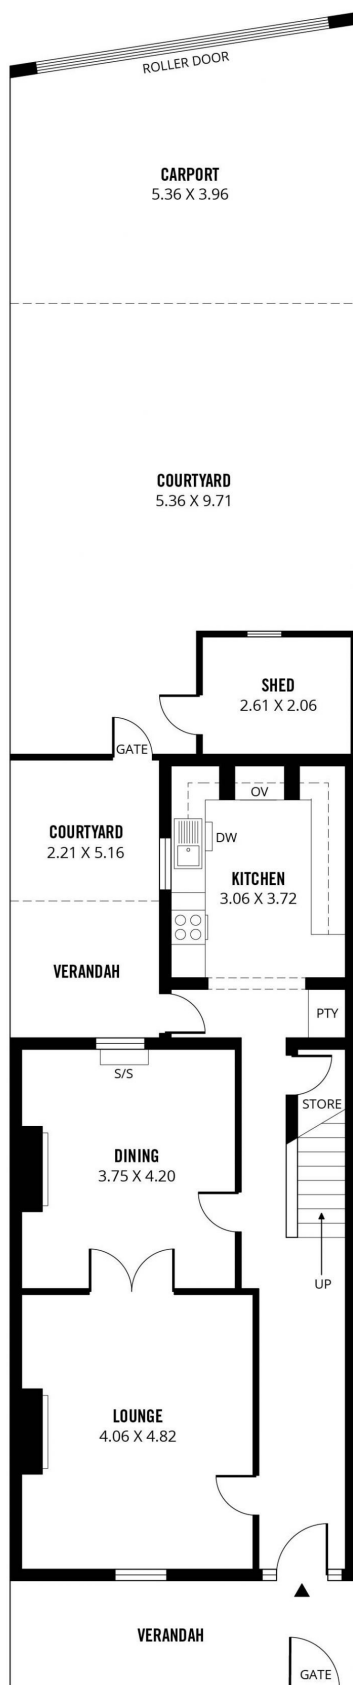 ROLLER DOOR
CARPORT
5.36 X 3.96
COURTYARD
5.36 X 9.71
SHED
2.61 X 2.06
GATE
OV
COURTYARD
2.21 X 5.16
DW
KITCHEN
3.06 X 3.72
VERANDAH
PTY
S/S
STORE
DINING
3.75 X 4.20
UP
LOUNGE
4.06 X 4.82
VERANDAH
GATE